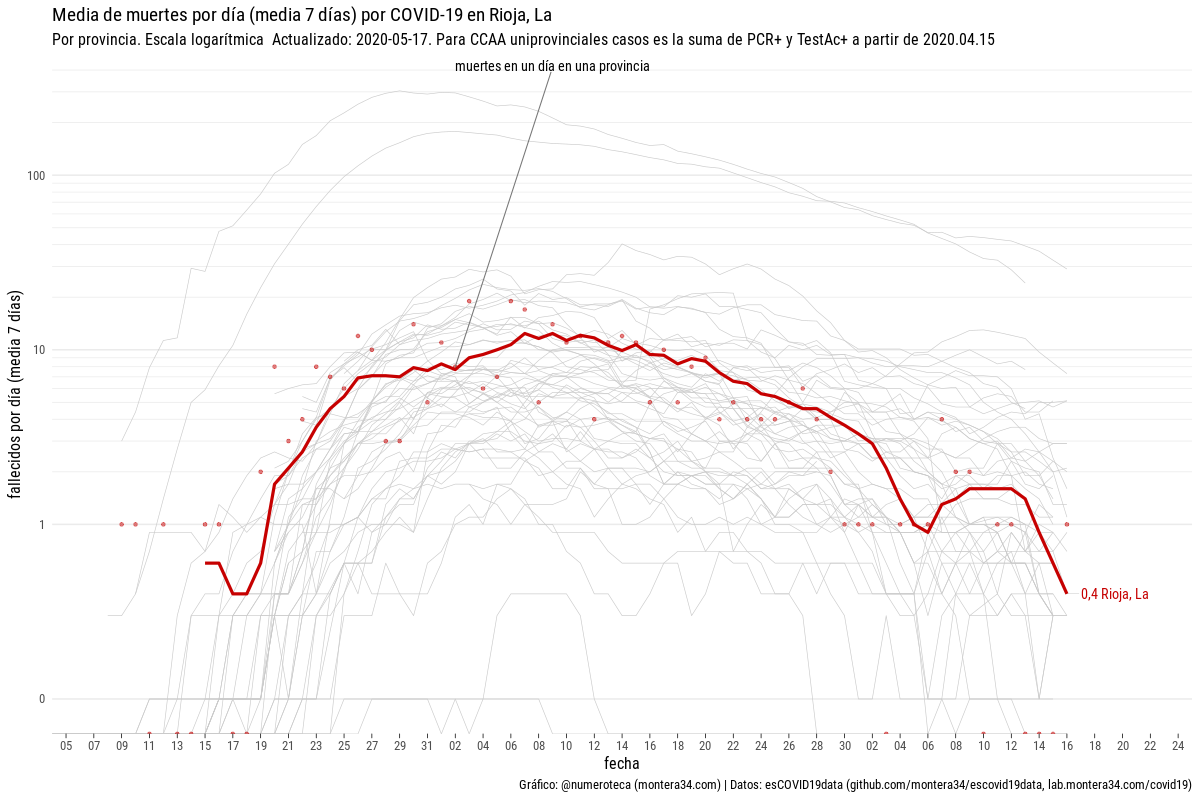 Media de muertes por día (media 7 días) por COVID-19 en Rioja, La
Por provincia. Escala logarítmica  Actualizado: 2020-05-17. Para CCAA uniprovinciales casos es la suma de PCR+ y TestAc+ a partir de 2020.04.15
muertes en un día en una provincia
fallecidos por día (media 7 días)
100
10
1
0
0,4 Rioja, La
05 07 09 11 13 15 17 19 21 23 25 27 29 31 02 04 06 08 10 12 14 16 18 20 22 24 26 28 30 02 04 06 08 10 12 14 16 18 20 22 24
fecha
Gráfico: @numeroteca (montera34.com) | Datos: esCOVID19data (github.com/montera34/escovid19data, lab.montera34.com/covid19)